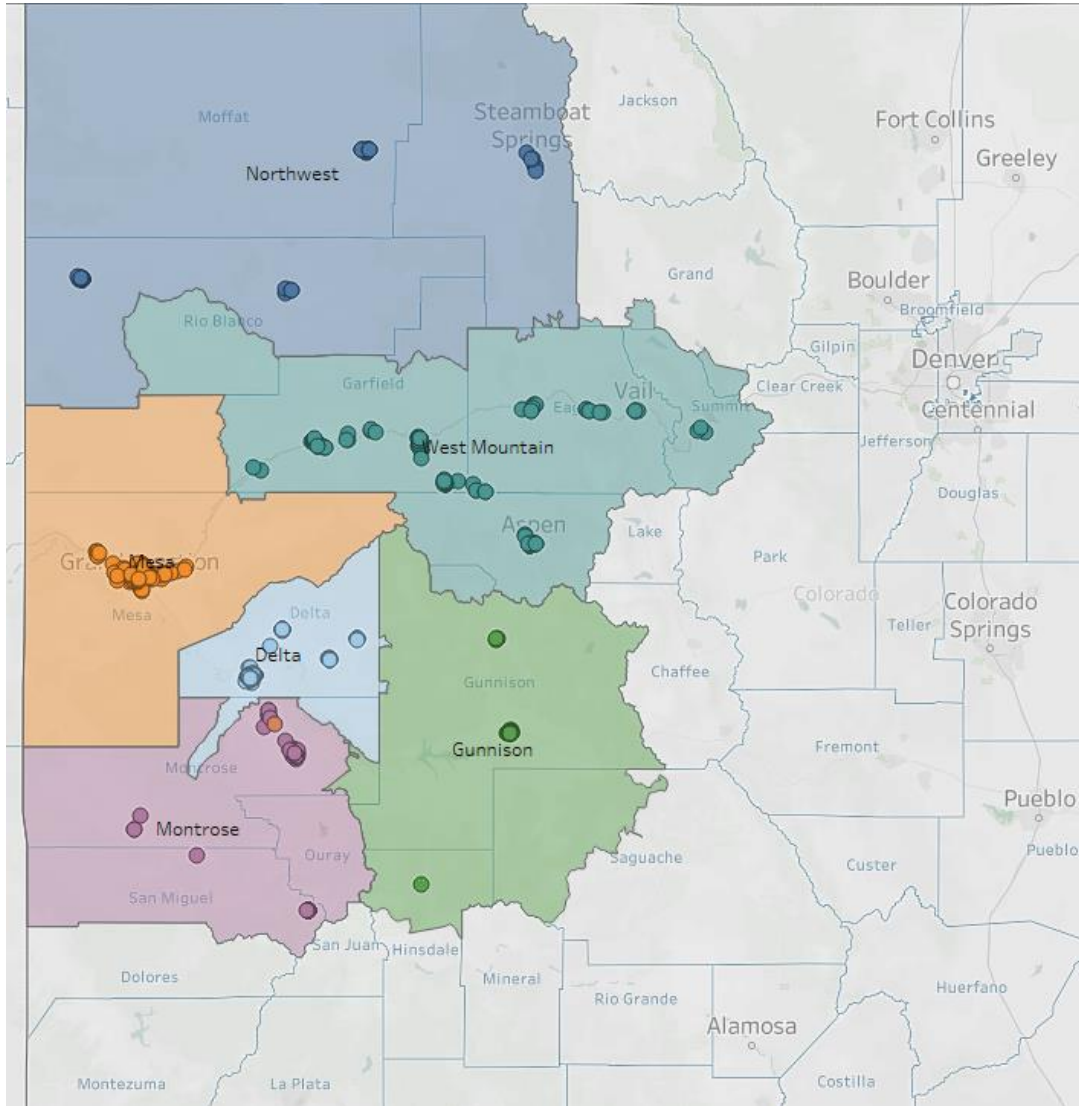 Moffat
Northwest
Steamboat
Springs
Jackson
Fort Collins
Greeley
Grand
Boulder
Broomfield
Rio Blanco
Gilpin
Denver
Garfield
Vail
Clear Creek
Centennial
Eag
Summit
West Mountain
Jefferson
Douglas
Aspen
Lake
Park
Mesa
Mesa
Colorado
Colorado
Springs
Teller
Delta
Delta
Chaffee
Gunnison
Gunnison
Fremont
Montrose
Pueblo
Montrose
Ouray
Saguache
Custer
Pueblo
San Miguel
San Juan
Hinsdale
Dolores
Mineral
Rio Grande
Huerfano
Alamosa
Montezuma
La Plata
Costilla